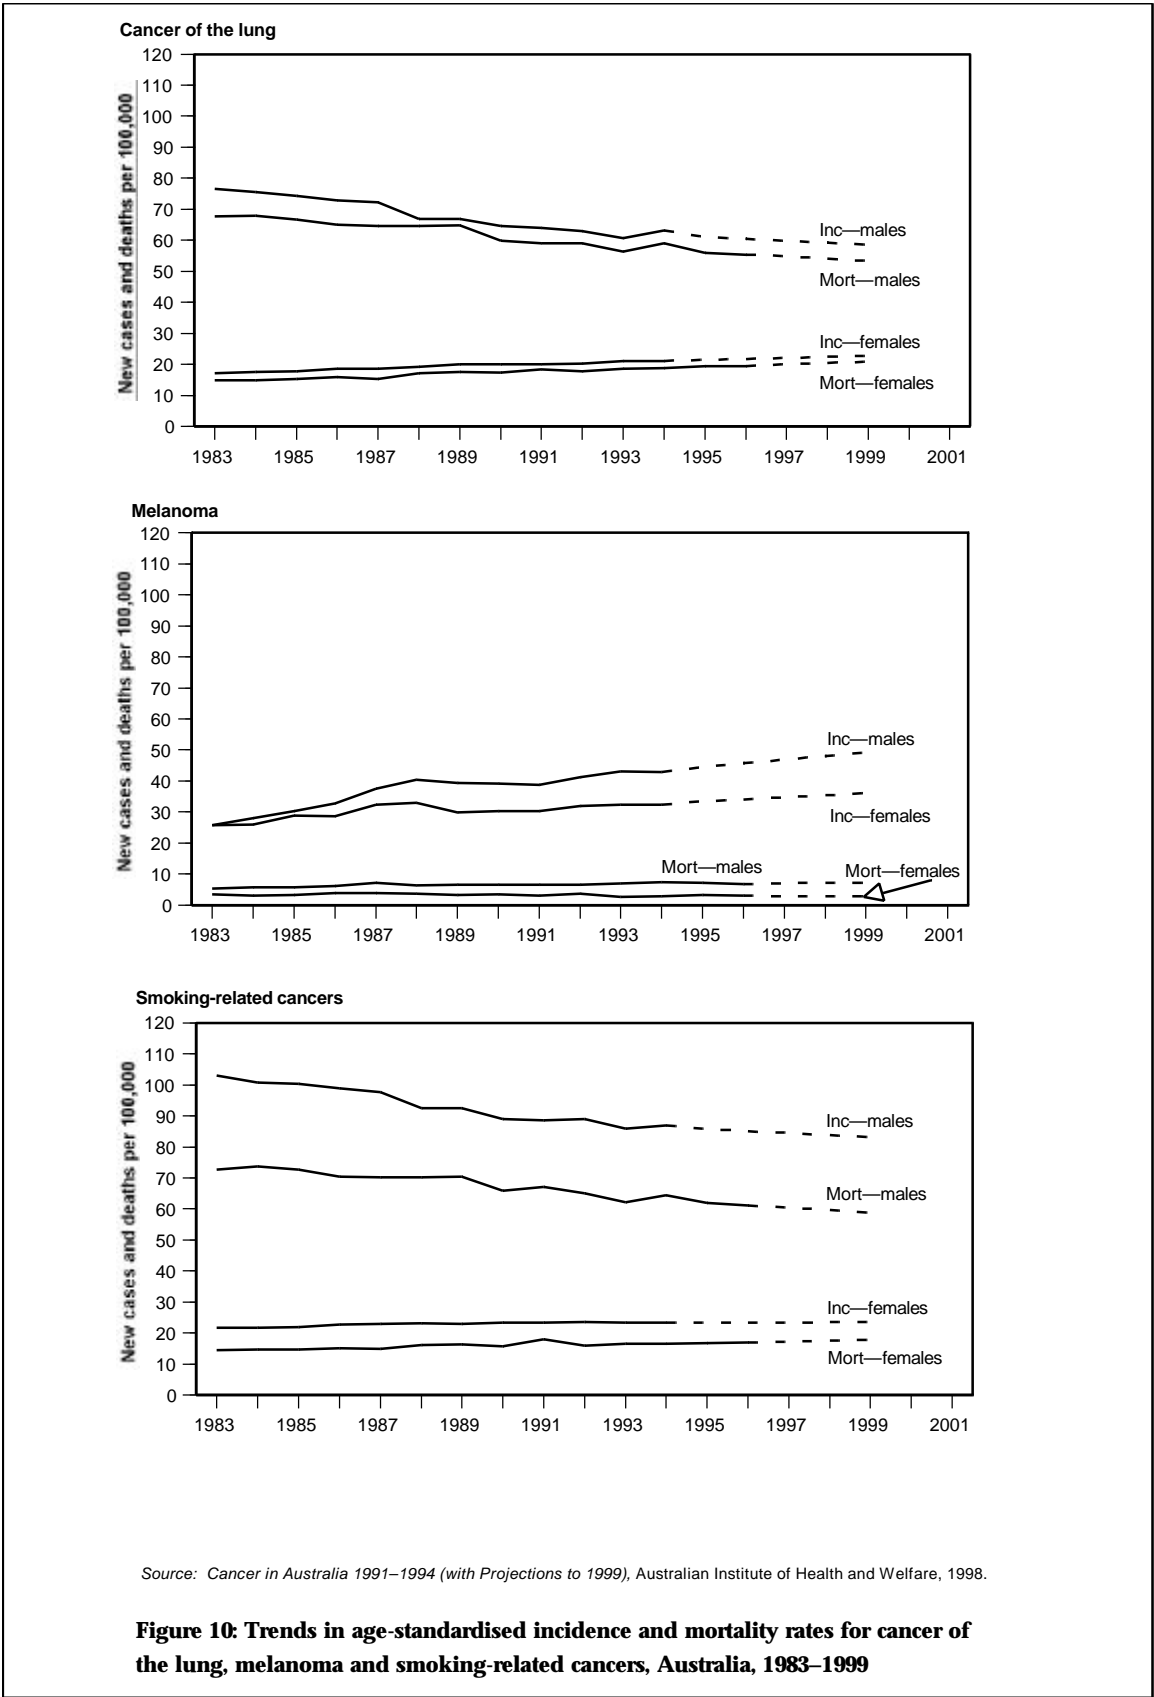 Cancer of the lung
New cases and deaths per 100,000
120
110
100
90
80
70
60
50
40
30
20
10
0
Inc—males
Mort—males
Inc—females
Mort—females
1983 1985 1987 1989 1991 1993 1995 1997 1999 2001
Melanoma
New cases and deaths per 100,000
120
110
100
90
80
70
60
50
40
30
20
10
0
Inc—males
Inc—females
Mort—males
Mort—females
1983 1985 1987 1989 1991 1993 1995 1997 1999 2001
Smoking-related cancers
New cases and deaths per 100,000
120
110
100
90
80
70
60
50
40
30
20
10
0
Inc—males
Mort—males
Inc—females
Mort—females
1983 1985 1987 1989 1991 1993 1995 1997 1999 2001
Source: Cancer in Australia 1991–1994 (with Projections to 1999), Australian Institute of Health and Welfare, 1998.
Figure 10: Trends in age-standardised incidence and mortality rates for cancer of
the lung, melanoma and smoking-related cancers, Australia, 1983–1999